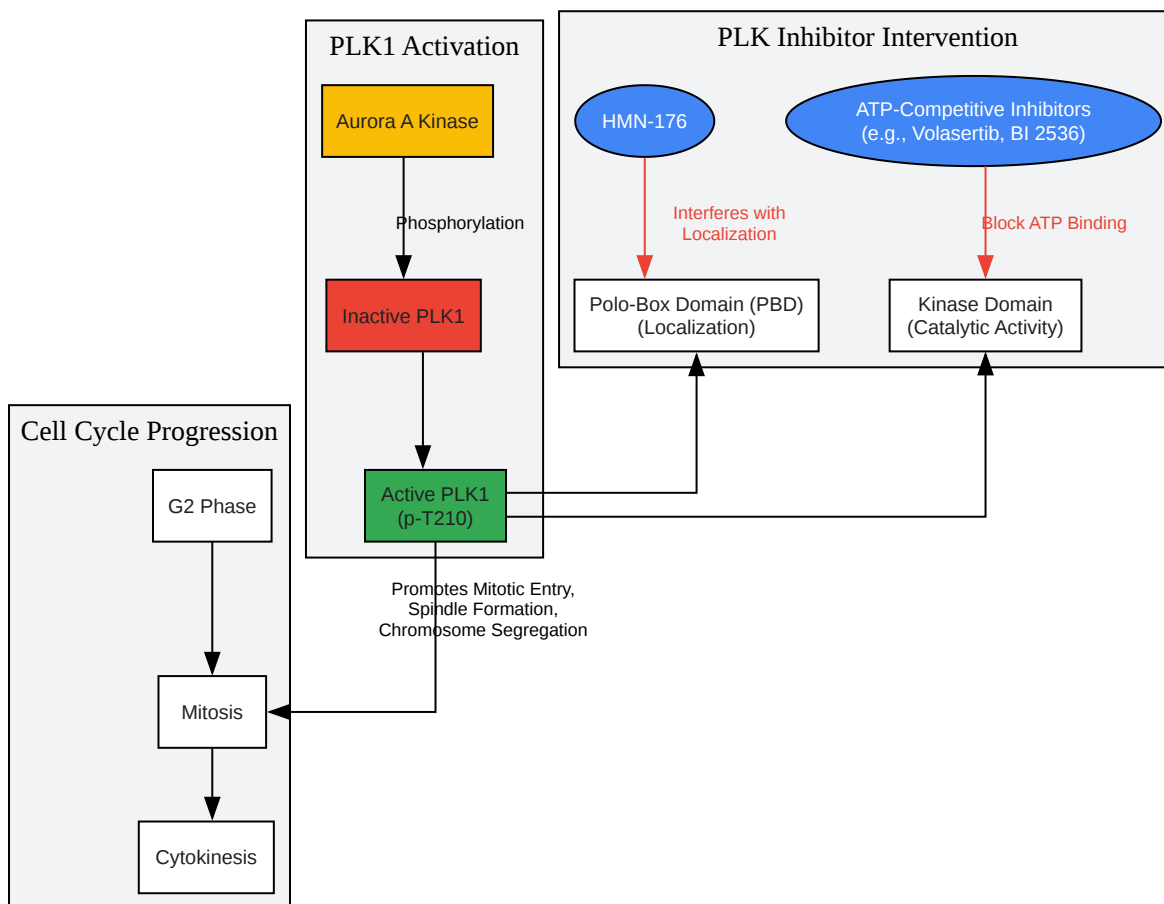 PLK1 Activation
Aurora A Kinase
Phosphorylation
Inactive PLK1
Active PLK1
(p-T210)
PLK Inhibitor Intervention
HMN-176
ATP-Competitive Inhibitors
(e.g., Volasertib, BI 2536)
Interferes with
Localization
Block ATP Binding
Polo-Box Domain (PBD)
(Localization)
Kinase Domain
(Catalytic Activity)
Cell Cycle Progression
G2 Phase
Promotes Mitotic Entry,
Spindle Formation,
Chromosome Segregation
Mitosis
Cytokinesis